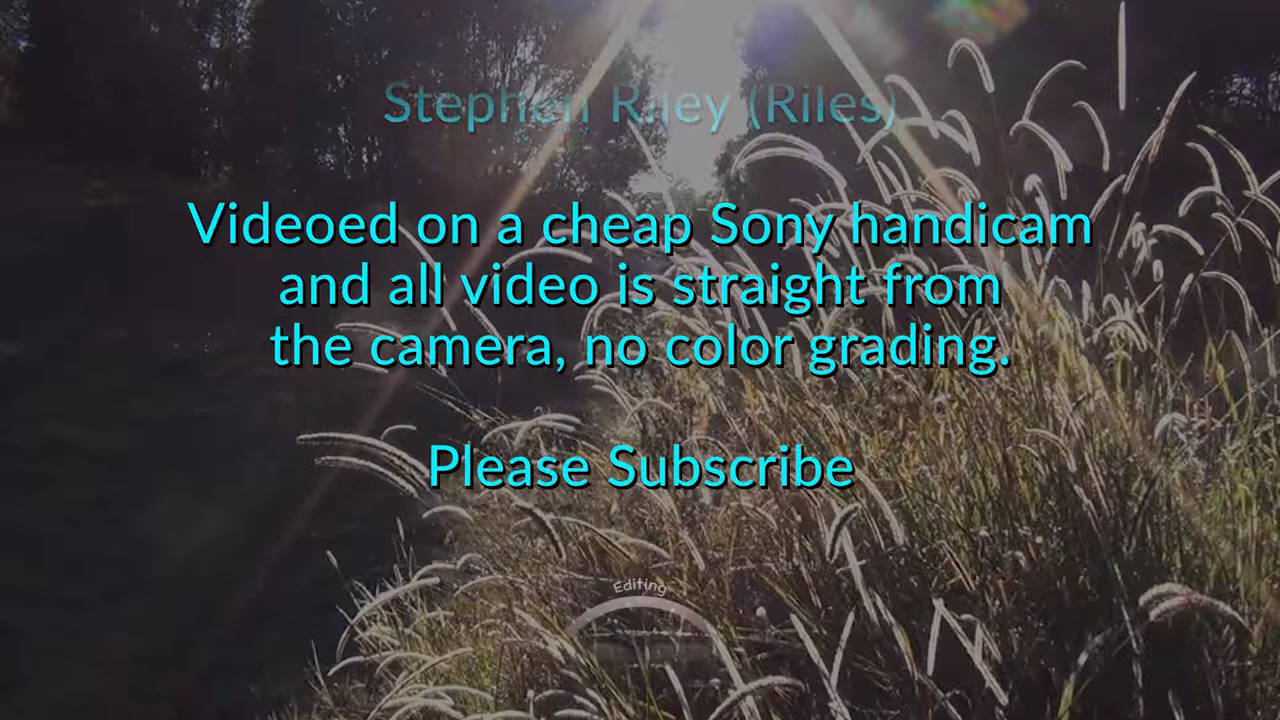 Stephen Riley (Riles)
Videoed on a cheap Sony handicam
and all video is straight from
the camera, no color grading.
Please Subscribe
Editing